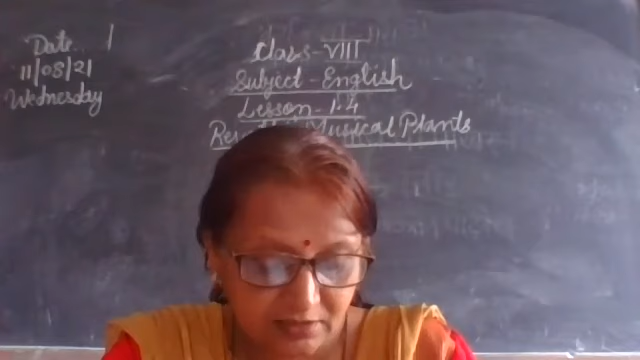 Date
11/08/21
Wednesday
Class-VIII
Subject - English
Lesson - 1.4
Musical Plants